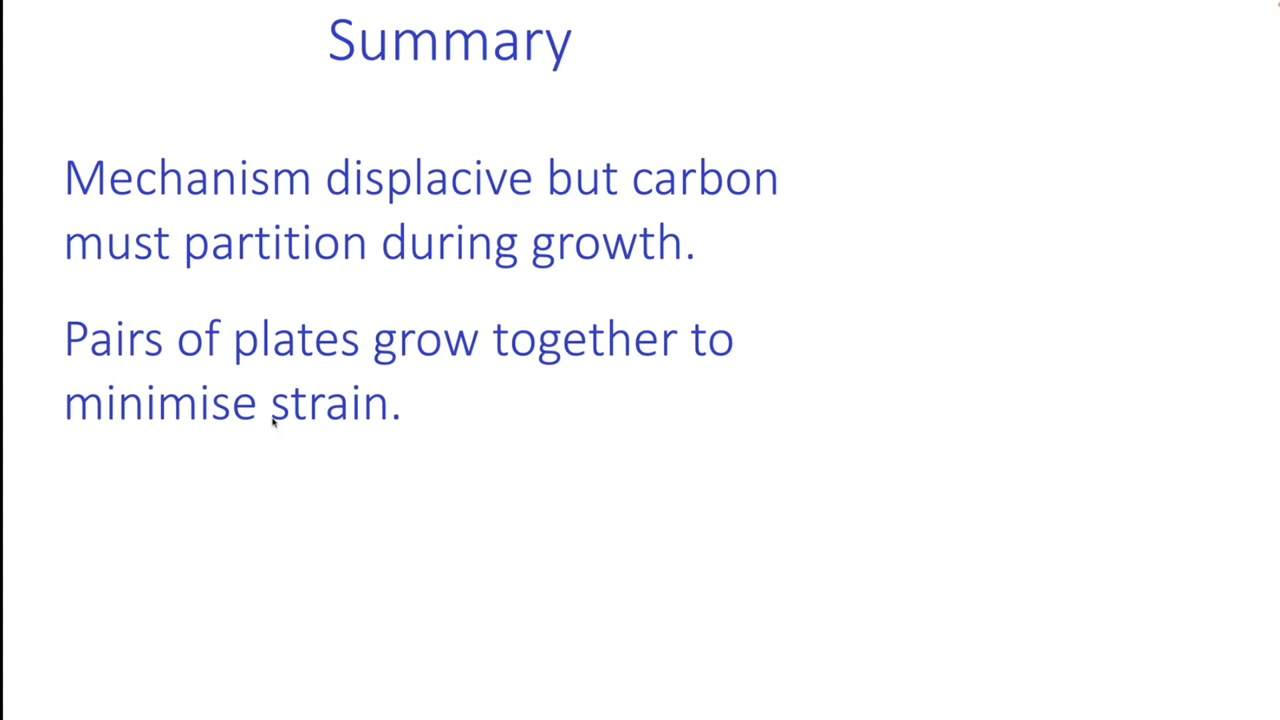 Summary
Mechanism displacive but carbon
must partition during growth.
Pairs of plates grow together to
minimise strain.